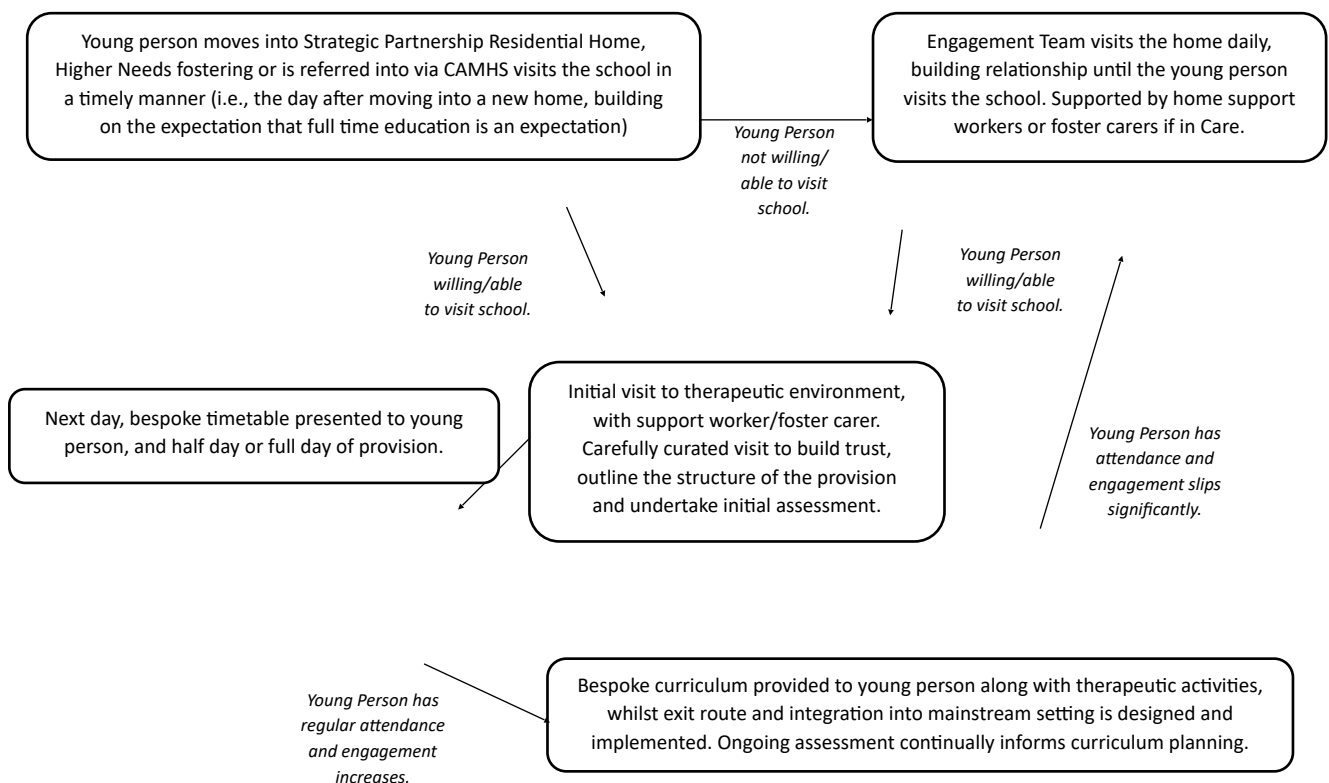 Young person moves into Strategic Partnership Residential Home,
Higher Needs fostering or is referred into via CAMHS visits the school in
a timely manner (i.e., the day after moving into a new home, building
on the expectation that full time education is an expectation)
Engagement Team visits the home daily,
building relationship until the young person
visits the school. Supported by home support
workers or foster carers if in Care.
Young Person
not willing/
able to visit
school.
Young Person
willing/able
to visit school.
Young Person
willing/able
to visit school.
Next day, bespoke timetable presented to young
person, and half day or full day of provision.
Initial visit to therapeutic environment,
with support worker/foster carer.
Carefully curated visit to build trust,
outline the structure of the provision
and undertake initial assessment.
Young Person has
attendance and
engagement slips
significantly.
Young Person has
regular attendance
and engagement
increases.
Bespoke curriculum provided to young person along with therapeutic activities,
whilst exit route and integration into mainstream setting is designed and
implemented. Ongoing assessment continually informs curriculum planning.